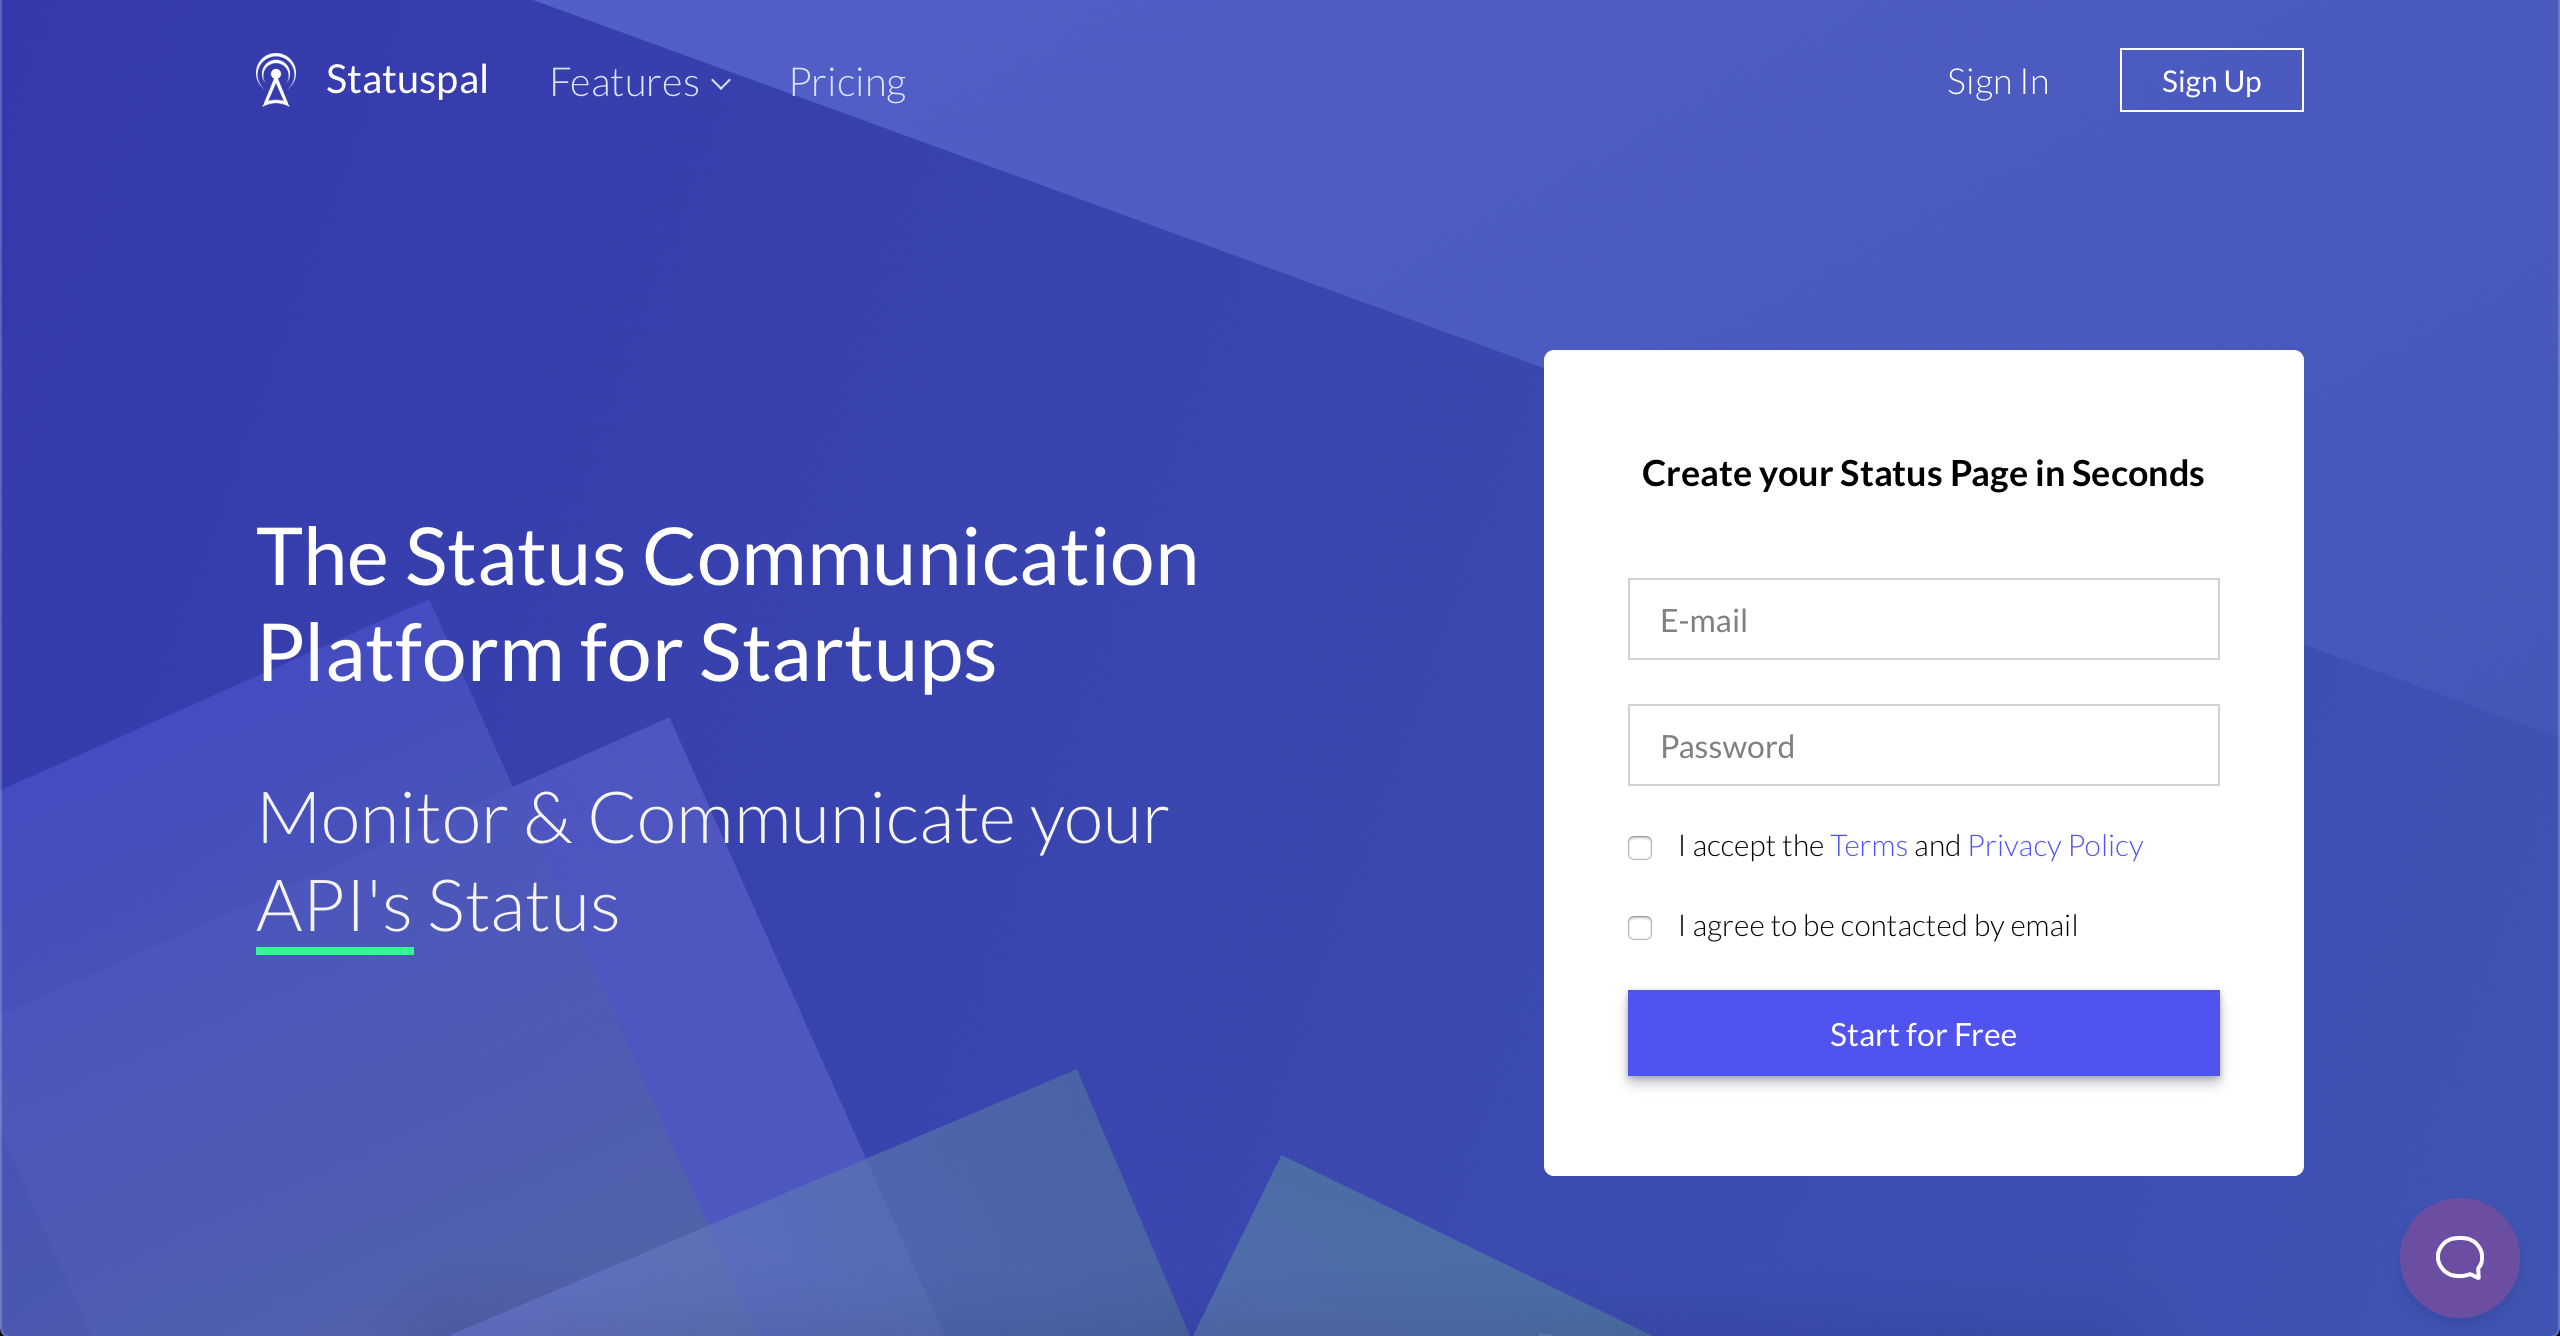 Statuspal
Features
Pricing
Sign In
Sign Up
The Status Communication
Platform for Startups
Monitor & Communicate your
API's Status
Create your Status Page in Seconds
E-mail
Password
I accept the Terms and Privacy Policy
I agree to be contacted by email
Start for Free